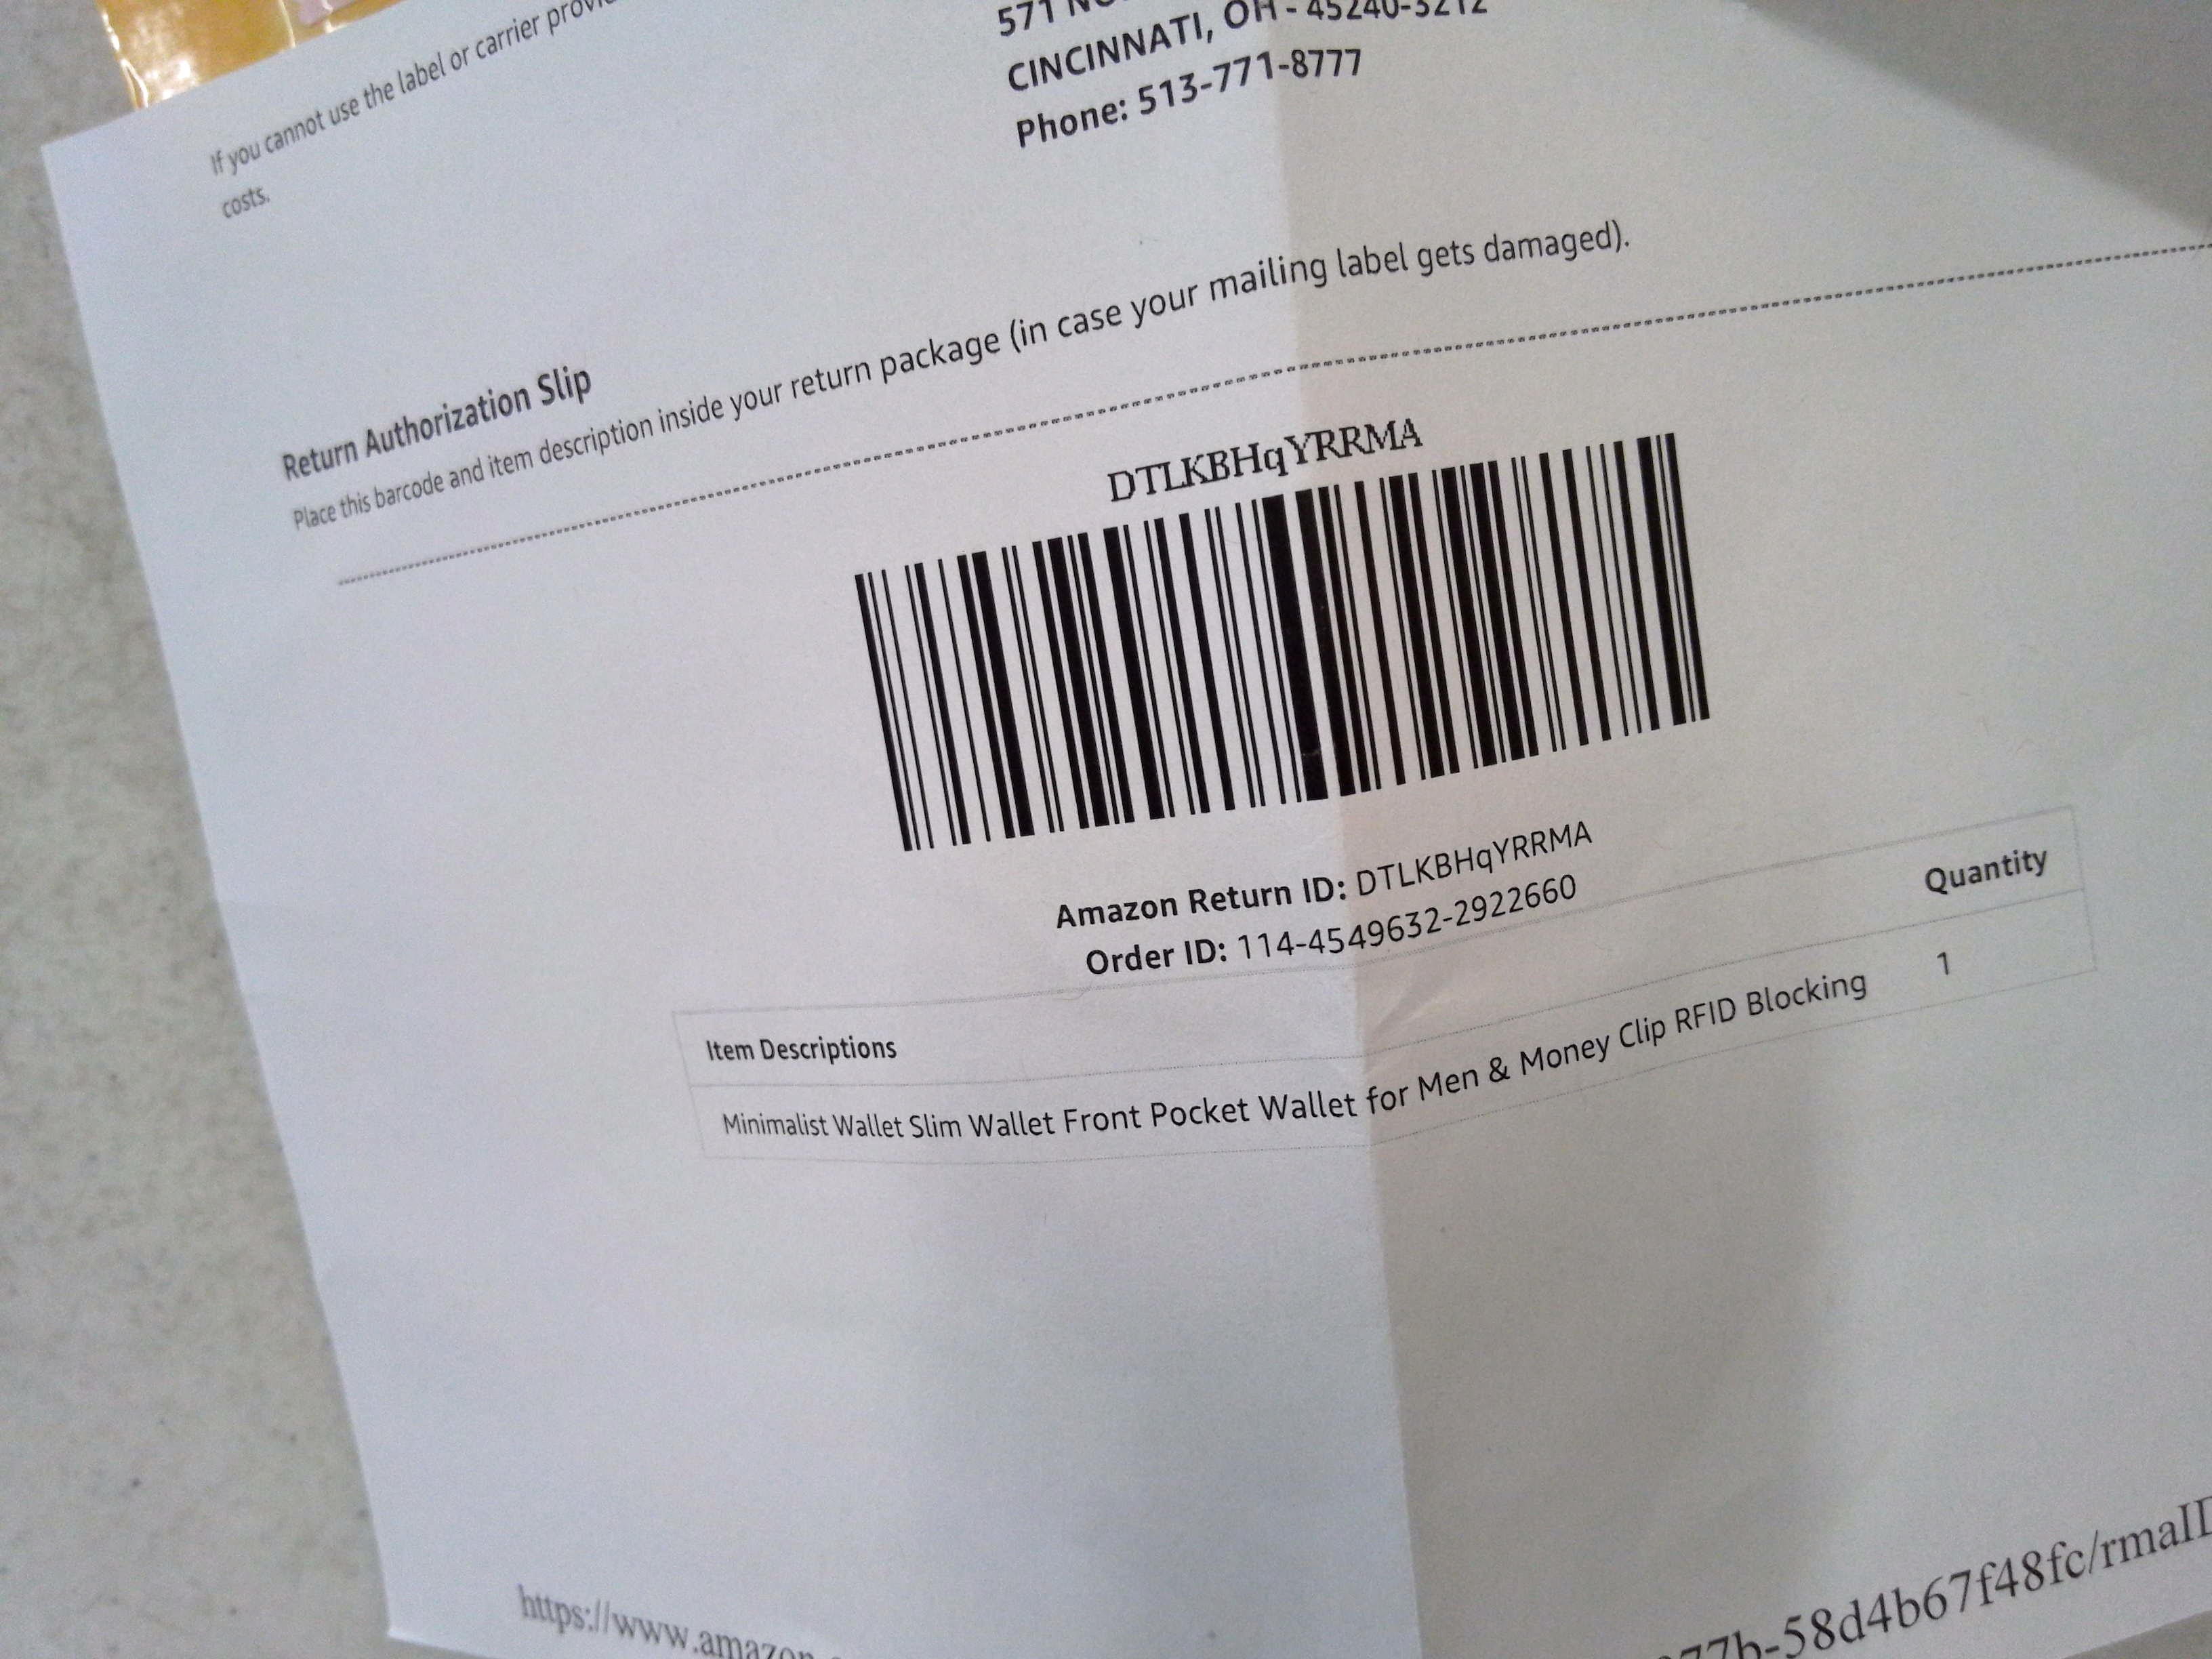 If you cannot use the label or carrier
costs.
571
CINCINNATI, OH - 45240-3212
Phone: 513-771-8777
Return Authorization Slip
Place this barcode and item description inside your return package (in case your mailing label gets damaged).
DTLKBHqYRRMA
Amazon Return ID: DTLKBHqYRRMA
Order ID: 114-4549632-2922660
Item Descriptions Quantity
Minimalist Wallet Slim Wallet Front Pocket Wallet for Men & Money Clip RFID Blocking 1
https://www.amazon 77b-58d4b67f48fc/rmaID